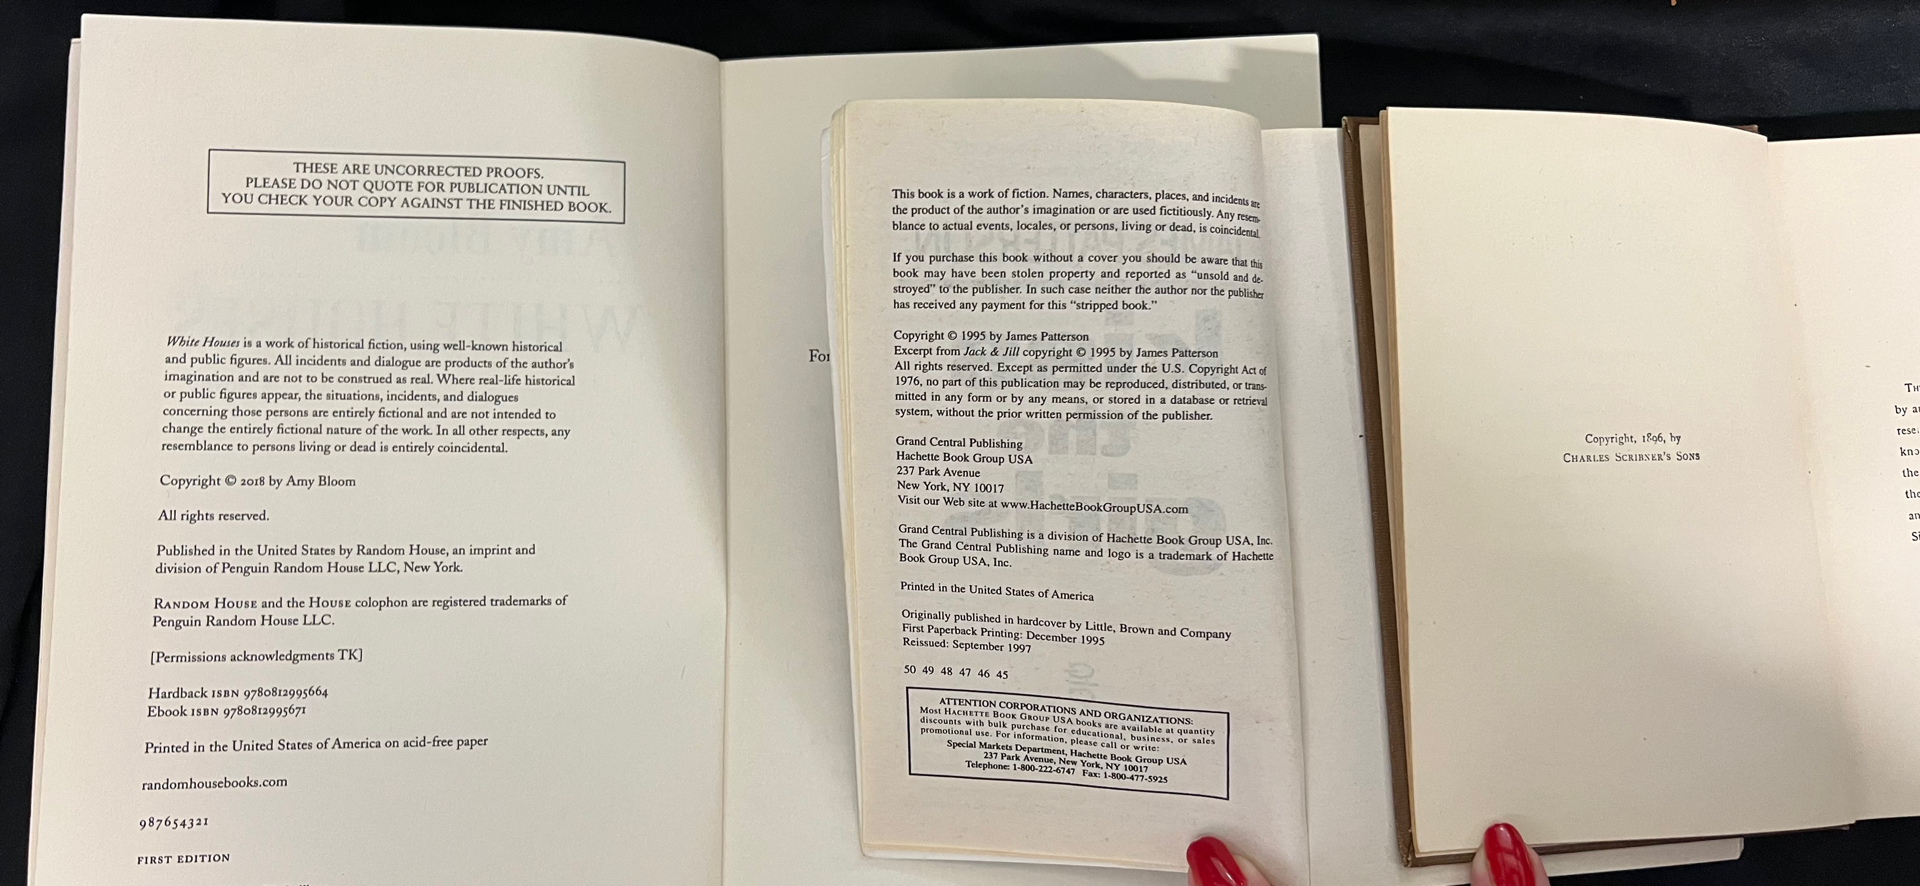 THESE ARE UNCORRECTED PROOFS.
PLEASE DO NOT QUOTE FOR PUBLICATION UNTIL
YOU CHECK YOUR COPY AGAINST THE FINISHED BOOK.
White Houses is a work of historical fiction, using well-known historical
and public figures. All incidents and dialogue are products of the author's
imagination and are not to be construed as real. Where real-life historical
or public figures appear, the situations, incidents, and dialogues
concerning those persons are entirely fictional and are not intended to
change the entirely fictional nature of the work. In all other respects, any
resemblance to persons living or dead is entirely coincidental.
Copyright © 2018 by Amy Bloom
All rights reserved.
Published in the United States by Random House, an imprint and
division of Penguin Random House LLC, New York.
RANDOM HOUSE and the HOUSE colophon are registered trademarks of
Penguin Random House LLC.
[Permissions acknowledgments TK]
Hardback ISBN 9780812995664
Ebook ISBN 9780812995671
Printed in the United States of America on acid-free paper
randomhousebooks.com
987654321
FIRST EDITION
For
This book is a work of fiction. Names, characters, places, and incidents are
the product of the author's imagination or are used fictitiously. Any resem-
blance to actual events, locales, or persons, living or dead, is coincidental.
If you purchase this book without a cover you should be aware that this
book may have been stolen property and reported as "unsold and de-
stroyed" to the publisher. In such case neither the author nor the publisher
has received any payment for this "stripped book."
Copyright © 1995 by James Patterson
Excerpt from Jack & Jill copyright © 1995 by James Patterson
All rights reserved. Except as permitted under the U.S. Copyright Act of
1976, no part of this publication may be reproduced, distributed, or trans-
mitted in any form or by any means, or stored in a database or retrieval
system, without the prior written permission of the publisher.
Grand Central Publishing
Hachette Book Group USA
237 Park Avenue
New York, NY 10017
Visit our Web site at www.HachetteBookGroupUSA.com
Grand Central Publishing is a division of Hachette Book Group USA, Inc.
The Grand Central Publishing name and logo is a trademark of Hachette
Book Group USA, Inc.
Printed in the United States of America
Originally published in hardcover by Little, Brown and Company
First Paperback Printing: December 1995
Reissued: September 1997
50 49 48 47 46 45
ATTENTION CORPORATIONS AND ORGANIZATIONS:
Most HACHETTE BOOK GROUP USA books are available at quantity
discounts with bulk purchase for educational, business, or sales
promotional use. For information, please call or write:
Special Markets Department, Hachette Book Group USA
237 Park Avenue, New York, NY 10017
Telephone: 1-800-222-6747 Fax: 1-800-477-5925
Copyright, 1896, by
CHARLES SCRIBNER'S SONS
by
the